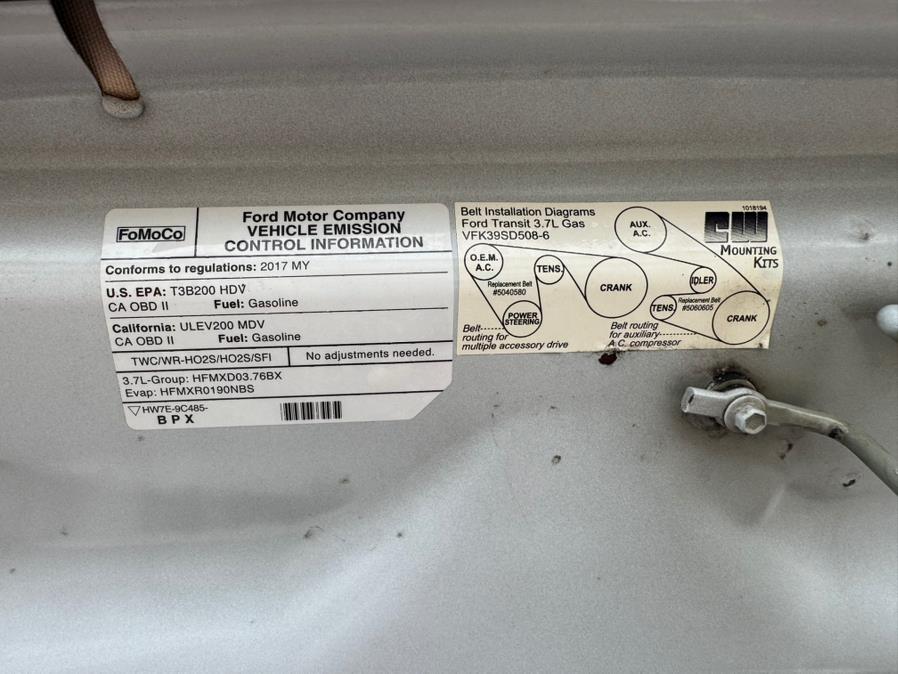 FoMoCo
Ford Motor Company
VEHICLE EMISSION
CONTROL INFORMATION
Conforms to regulations: 2017 MY
U.S. EPA: T3B200 HDV
CA OBD II Fuel: Gasoline
California: ULEV200 MDV
CA OBD II Fuel: Gasoline
TWC/WR-HO2S/HO2S/SFI No adjustments needed.
3.7L-Group: HFMXD03.76BX
Evap: HFMXR0190NBS
HW7E-9C485-
BPX
Belt Installation Diagrams
Ford Transit 3.7L Gas
VFK39SD508-6
1018194
CW
MOUNTING
KITS
O.E.M.
A.C.
TENS.
Replacement Belt
#5040580
POWER
STEERING
CRANK
Belt
routing for
multiple accessory drive
AUX.
A.C.
IDLER
TENS.
Replacement Belt
#5060605
CRANK
Belt routing
for auxiliary
A.C. compressor